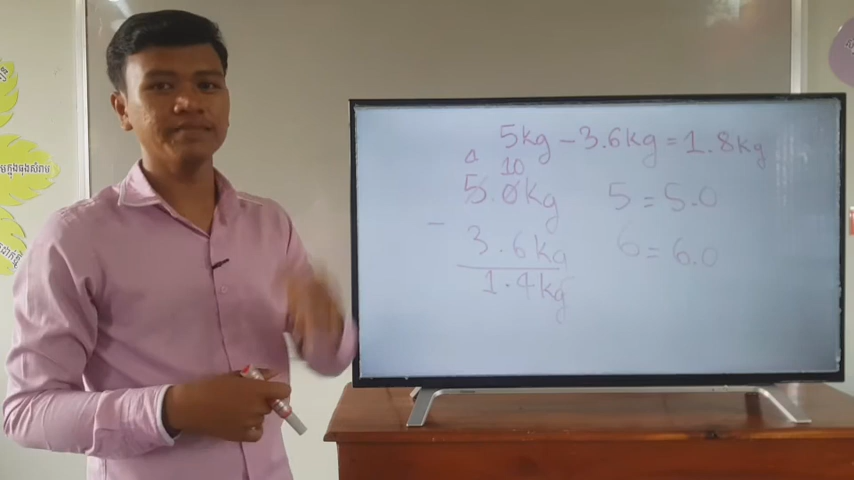 5kg - 3.6kg = 1.8kg
4 10
5.0kg 5 = 5.0
-
3.6kg 6 = 6.0
1.4kg